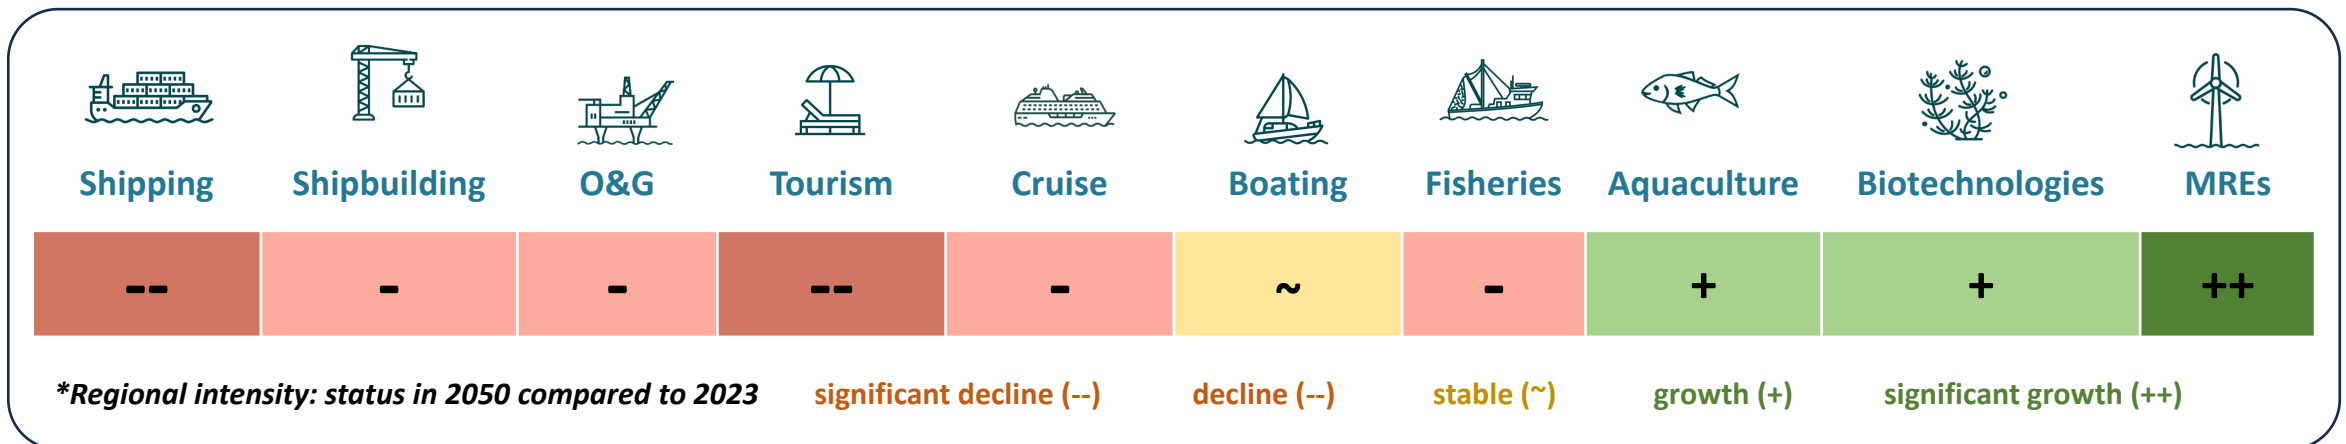 Shipping Shipbuilding O&G Tourism Cruise Boating Fisheries Aquaculture Biotechnologies MREs
-- - - -- - ~ - + + ++
*Regional intensity: status in 2050 compared to 2023 significant decline (--) decline (--) stable (~) growth (+) significant growth (++)